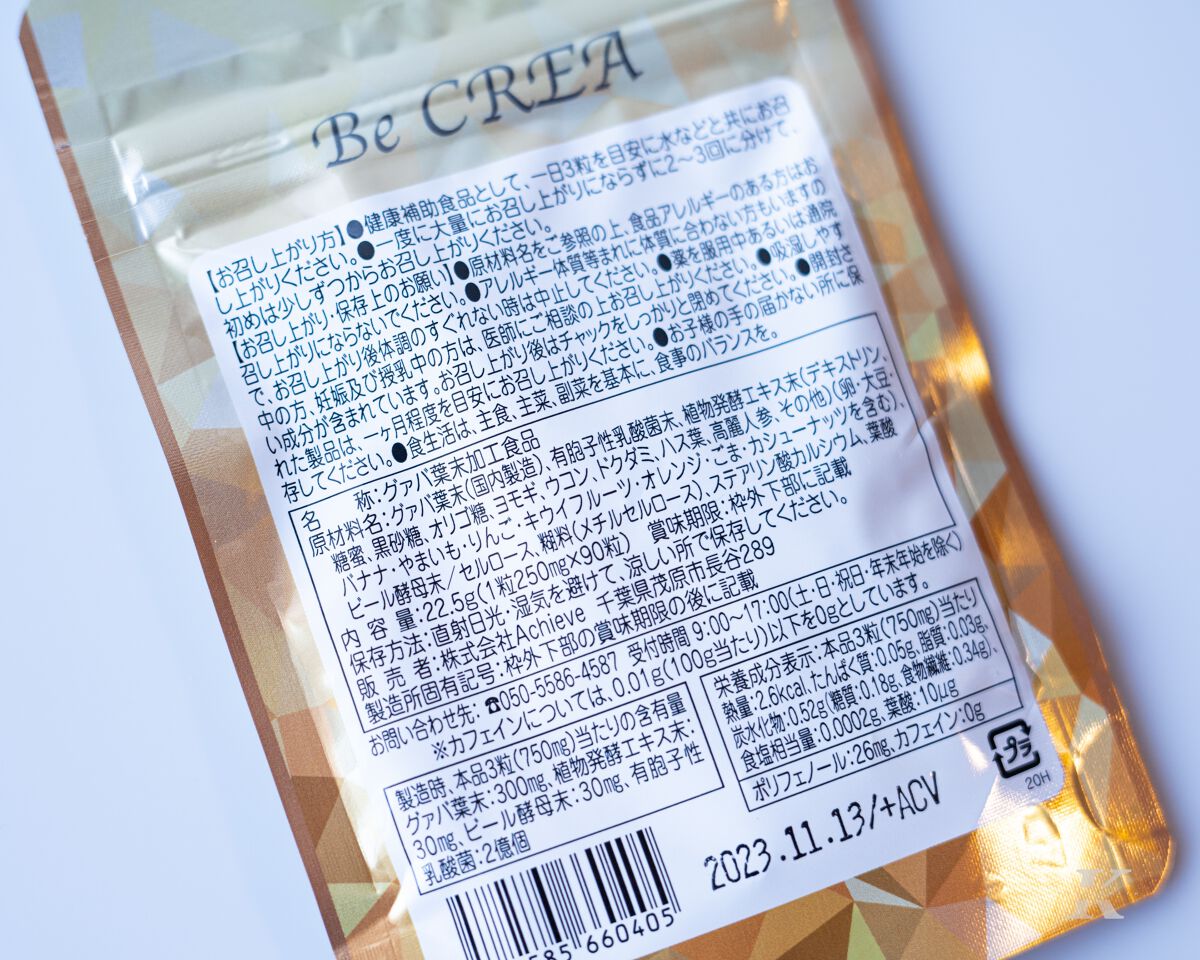 Be CREA
【お召し上がり方】●健康補助食品として、一日3粒を目安に水などと共にお召
し上がりください。●一度に大量にお召し上がりにならずに2〜3回に分けて、
初めは少しずつからお召し上がりください。
【お召し上がり・保存上のお願い】●原材料名をご参照の上、食品アレルギーのある方はお
召し上がりにならないでください。●アレルギー体質等まれに体質に合わない方もいますの
で、お召し上がり後体調のすぐれない時は中止してください。●薬を服用中あるいは通院
中の方、妊娠及び授乳中の方は、医師にご相談の上お召し上がりください。●吸湿しやす
い成分が含まれています。お召し上がり後はチャックをしっかりと閉めてください。●開封さ
れた製品は、一ヶ月程度を目安にお召し上がりください。●お子様の手の届かない所に保
存してください。●食生活は、主食、主菜、副菜を基本に、食事のバランスを。
名 称：グァバ葉末加工食品
原材料名：グァバ葉末(国内製造)、有胞子性乳酸菌末、植物発酵エキス末(デキストリン、
糖蜜、黒砂糖、オリゴ糖、ヨモギ、ウコン、ドクダミ、ハス葉、高麗人参 その他)(卵・大豆・
バナナ・やまいも・りんご・キウイフルーツ・オレンジ・ごま・カシューナッツを含む)、
ビール酵母末／セルロース、糊料(メチルセルロース)、ステアリン酸カルシウム、葉酸
内 容 量：22.5g(1粒250mg×90粒) 賞味期限：枠外下部に記載
保存方法：直射日光・湿気を避けて、涼しい所で保存してください。
販 売 者：株式会社Achieve 千葉県茂原市長谷289
製造所固有記号：枠外下部の賞味期限の後に記載
お問い合わせ先：☎050-5586-4587 受付時間 9:00〜17:00(土・日・祝日・年末年始を除く)
※カフェインについては、0.01g(100g当たり)以下を0gとしています。
製造時、本品3粒(750mg)当たりの含有量
グァバ葉末：300mg、植物発酵エキス末：
30mg、ビール酵母末：30mg、有胞子性
乳酸菌：2億個
栄養成分表示：本品3粒(750mg)当たり
熱量：2.6kcal、たんぱく質：0.05g、脂質：0.03g、
炭水化物：0.52g(糖質：0.18g、食物繊維：0.34g)、
食塩相当量：0.0002g、葉酸：10μg
ポリフェノール：26mg、カフェイン：0g
プラ
20H
2023.11.13/+ACV
585 660405
K